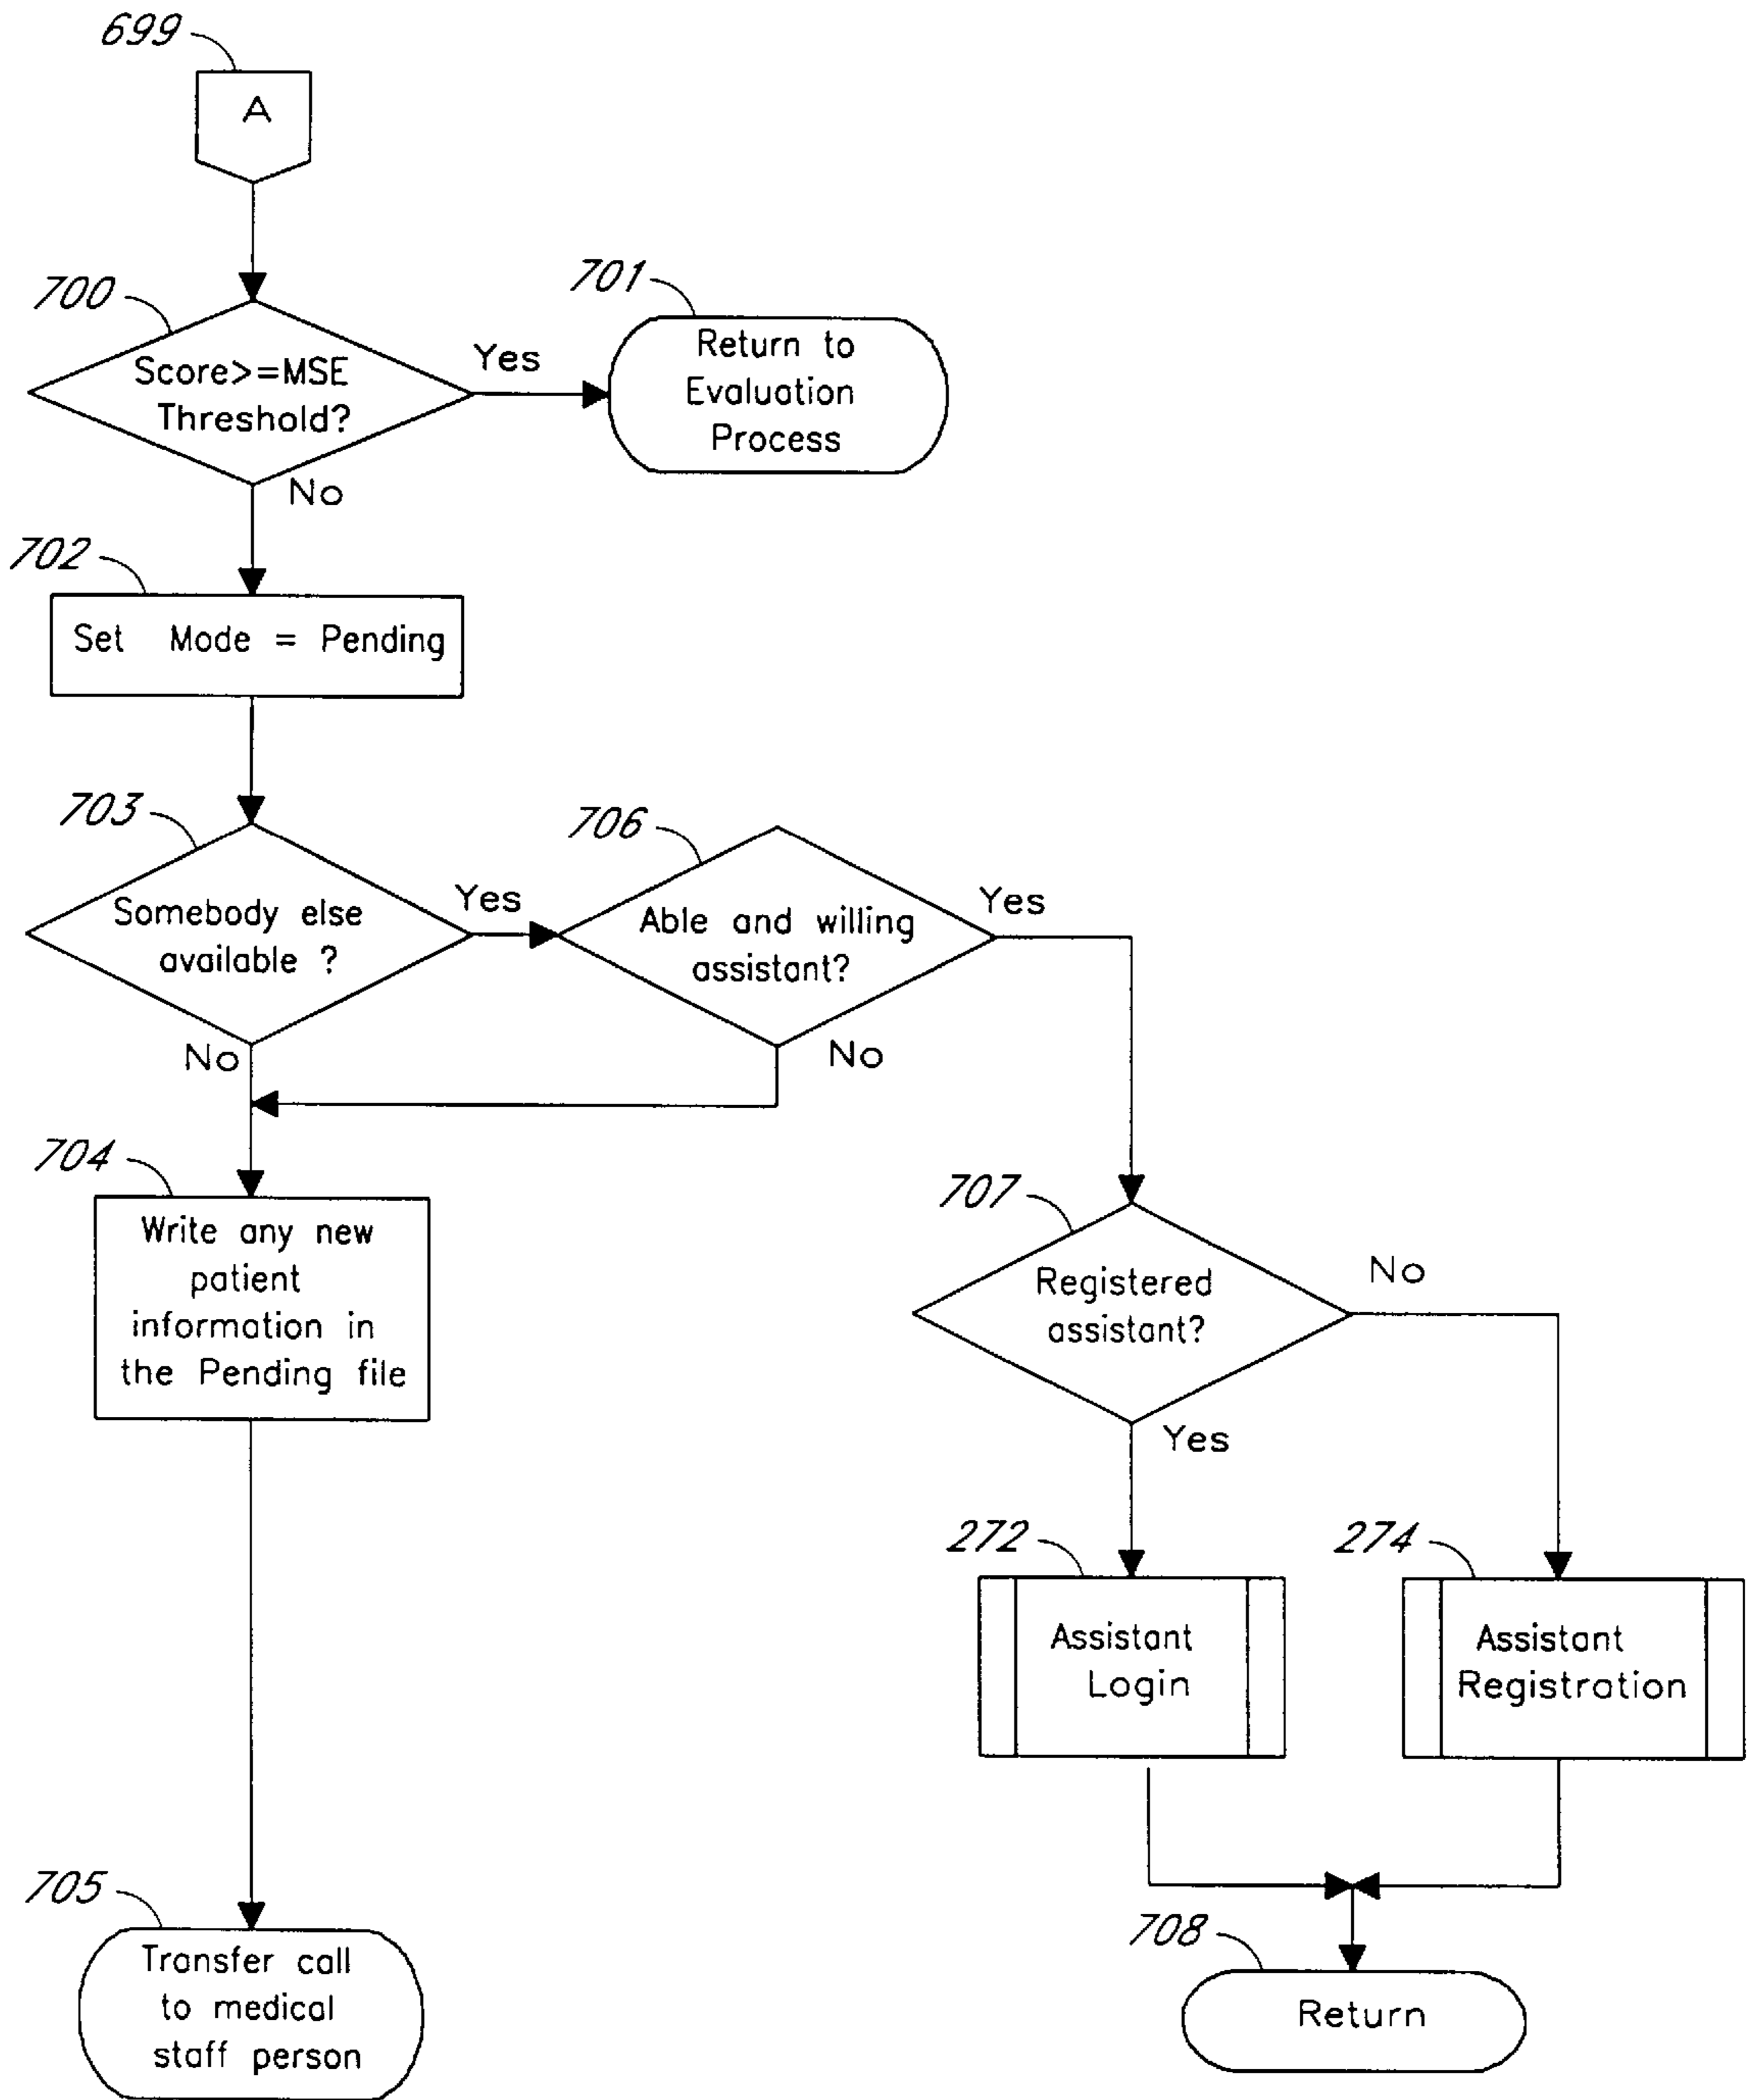 699
A
700
Score>=MSE
Threshold?
Yes
No
701
Return to
Evaluation
Process
702
Set Mode = Pending
703
Somebody else
available ?
Yes
No
706
Able and willing
assistant?
Yes
No
704
Write any new
patient
information in
the Pending file
707
Registered
assistant?
No
Yes
272
Assistant
Login
274
Assistant
Registration
705
Transfer call
to medical
staff person
708
Return